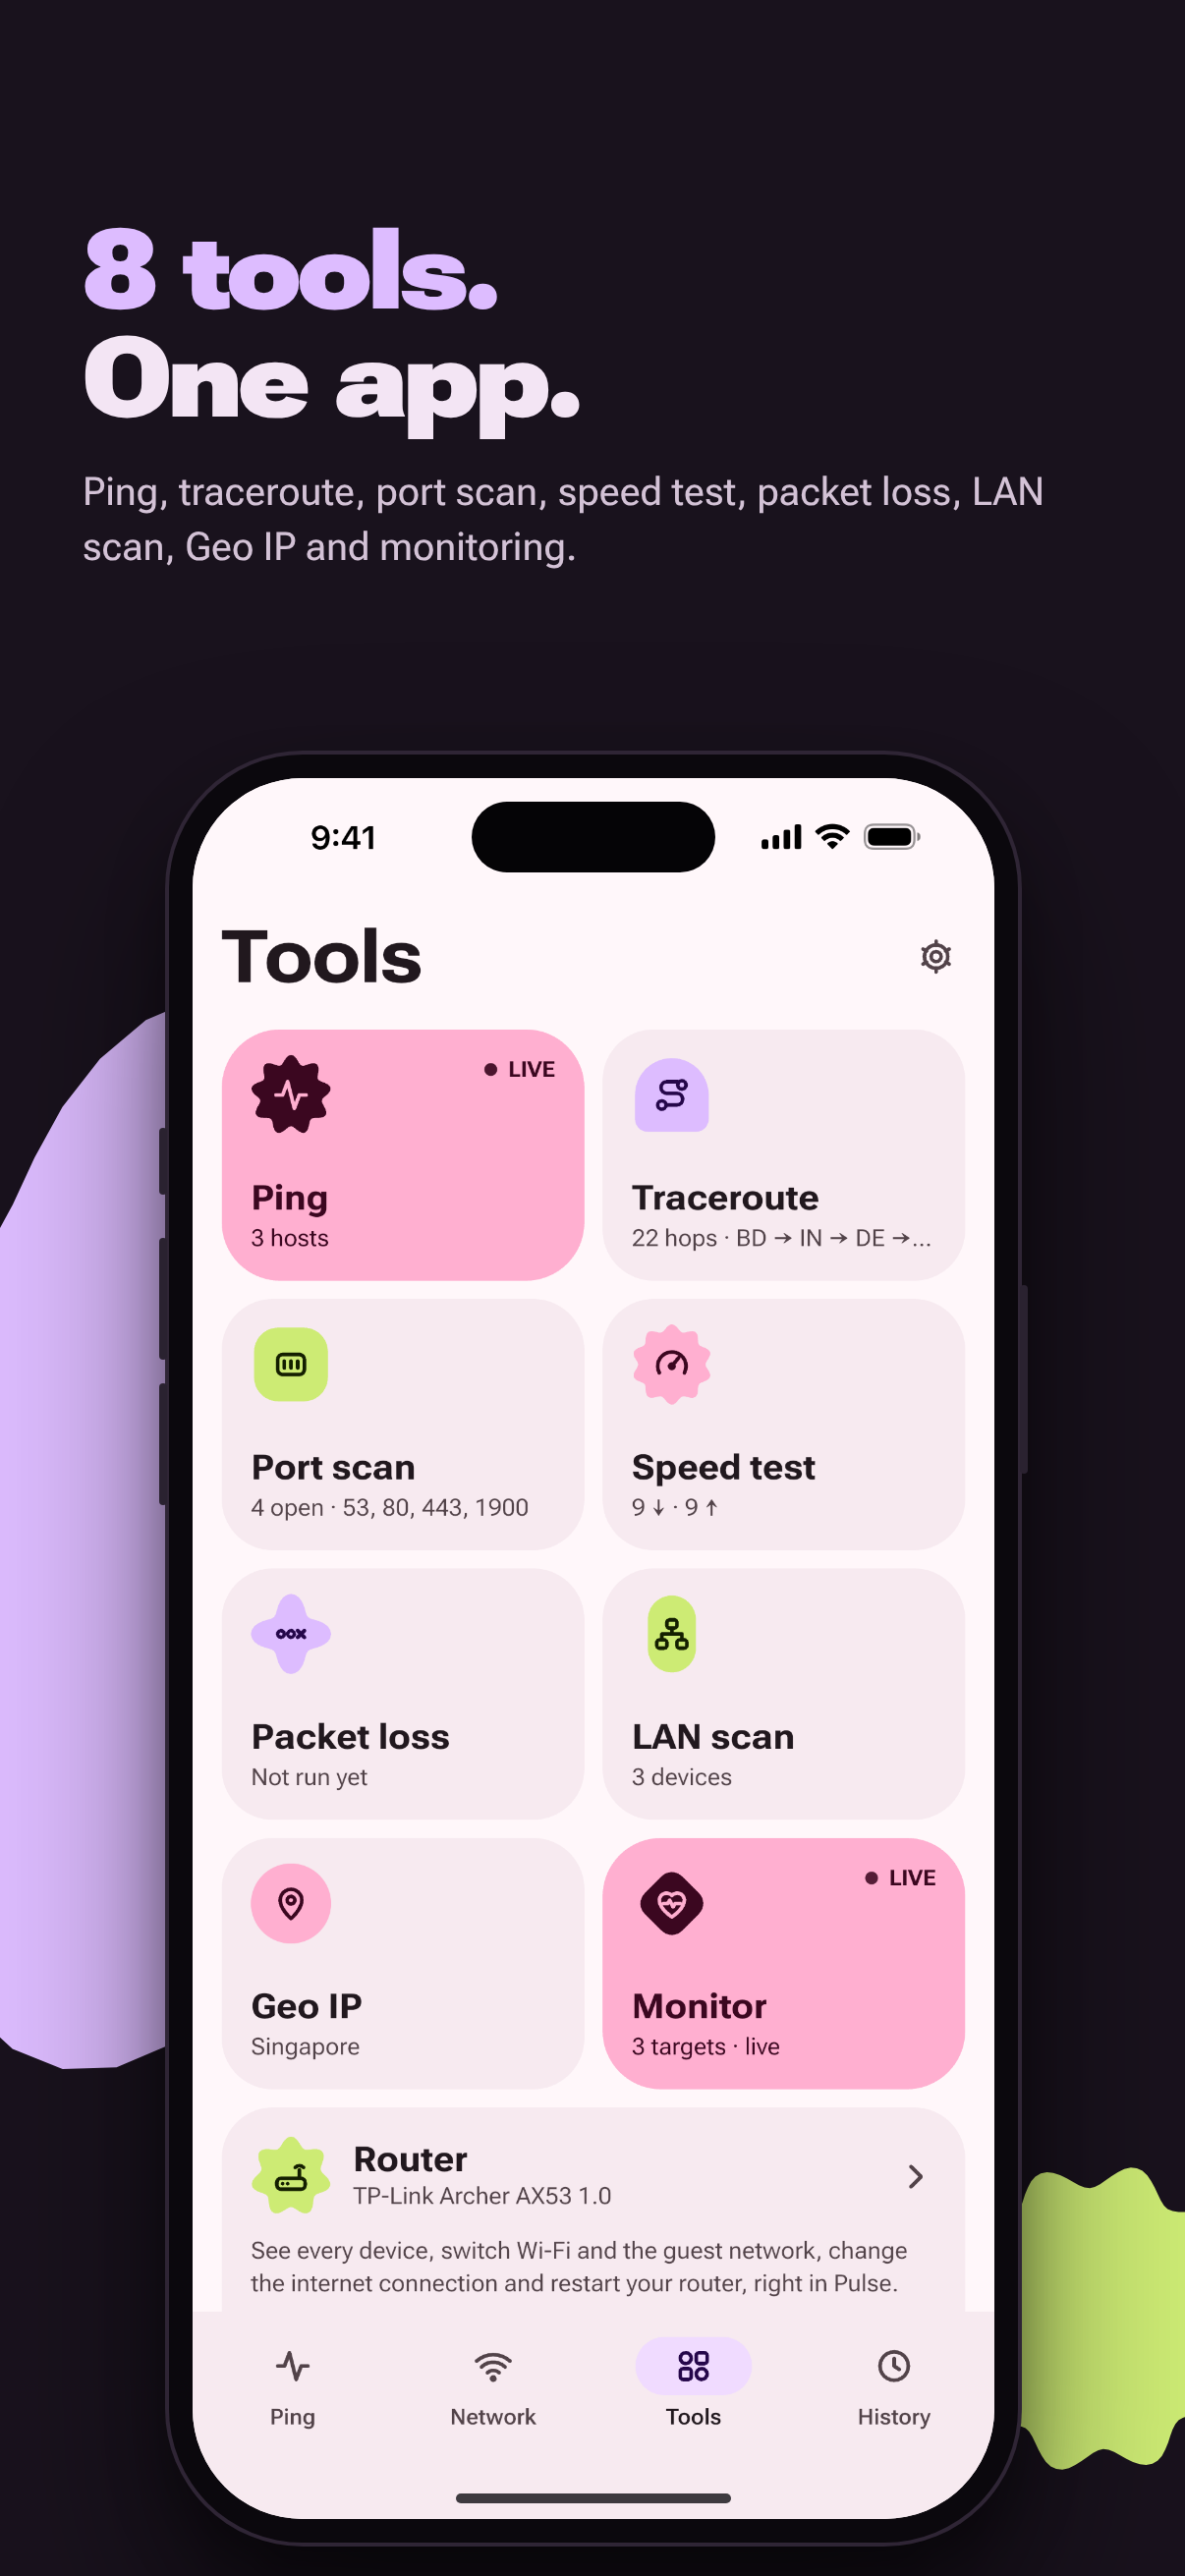 8 tools.
One app.
Ping, traceroute, port scan, speed test, packet loss, LAN
scan, Geo IP and monitoring.
9:41
Tools
LIVE
Ping
3 hosts
Traceroute
22 hops · BD → IN → DE →...
Port scan
4 open · 53, 80, 443, 1900
Speed test
9 ↓ · 9 ↑
Packet loss
Not run yet
LAN scan
3 devices
Geo IP
Singapore
LIVE
Monitor
3 targets · live
Router
TP-Link Archer AX53 1.0
See every device, switch Wi-Fi and the guest network, change
the internet connection and restart your router, right in Pulse.
Ping
Network
Tools
History